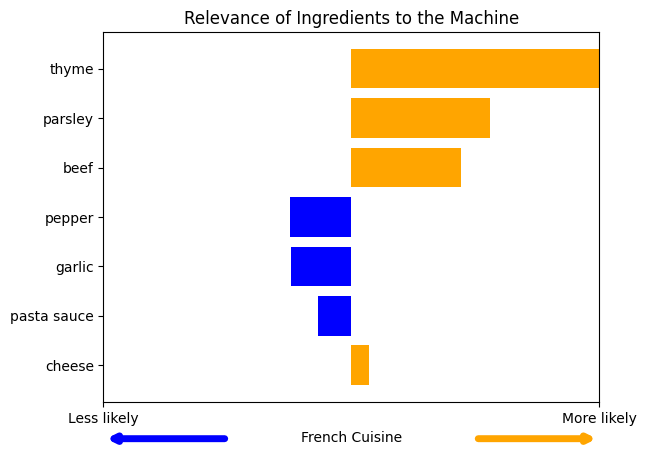 Relevance of Ingredients to the Machine
thyme
parsley
beef
pepper
garlic
pasta sauce
cheese
Less likely
More likely
French Cuisine